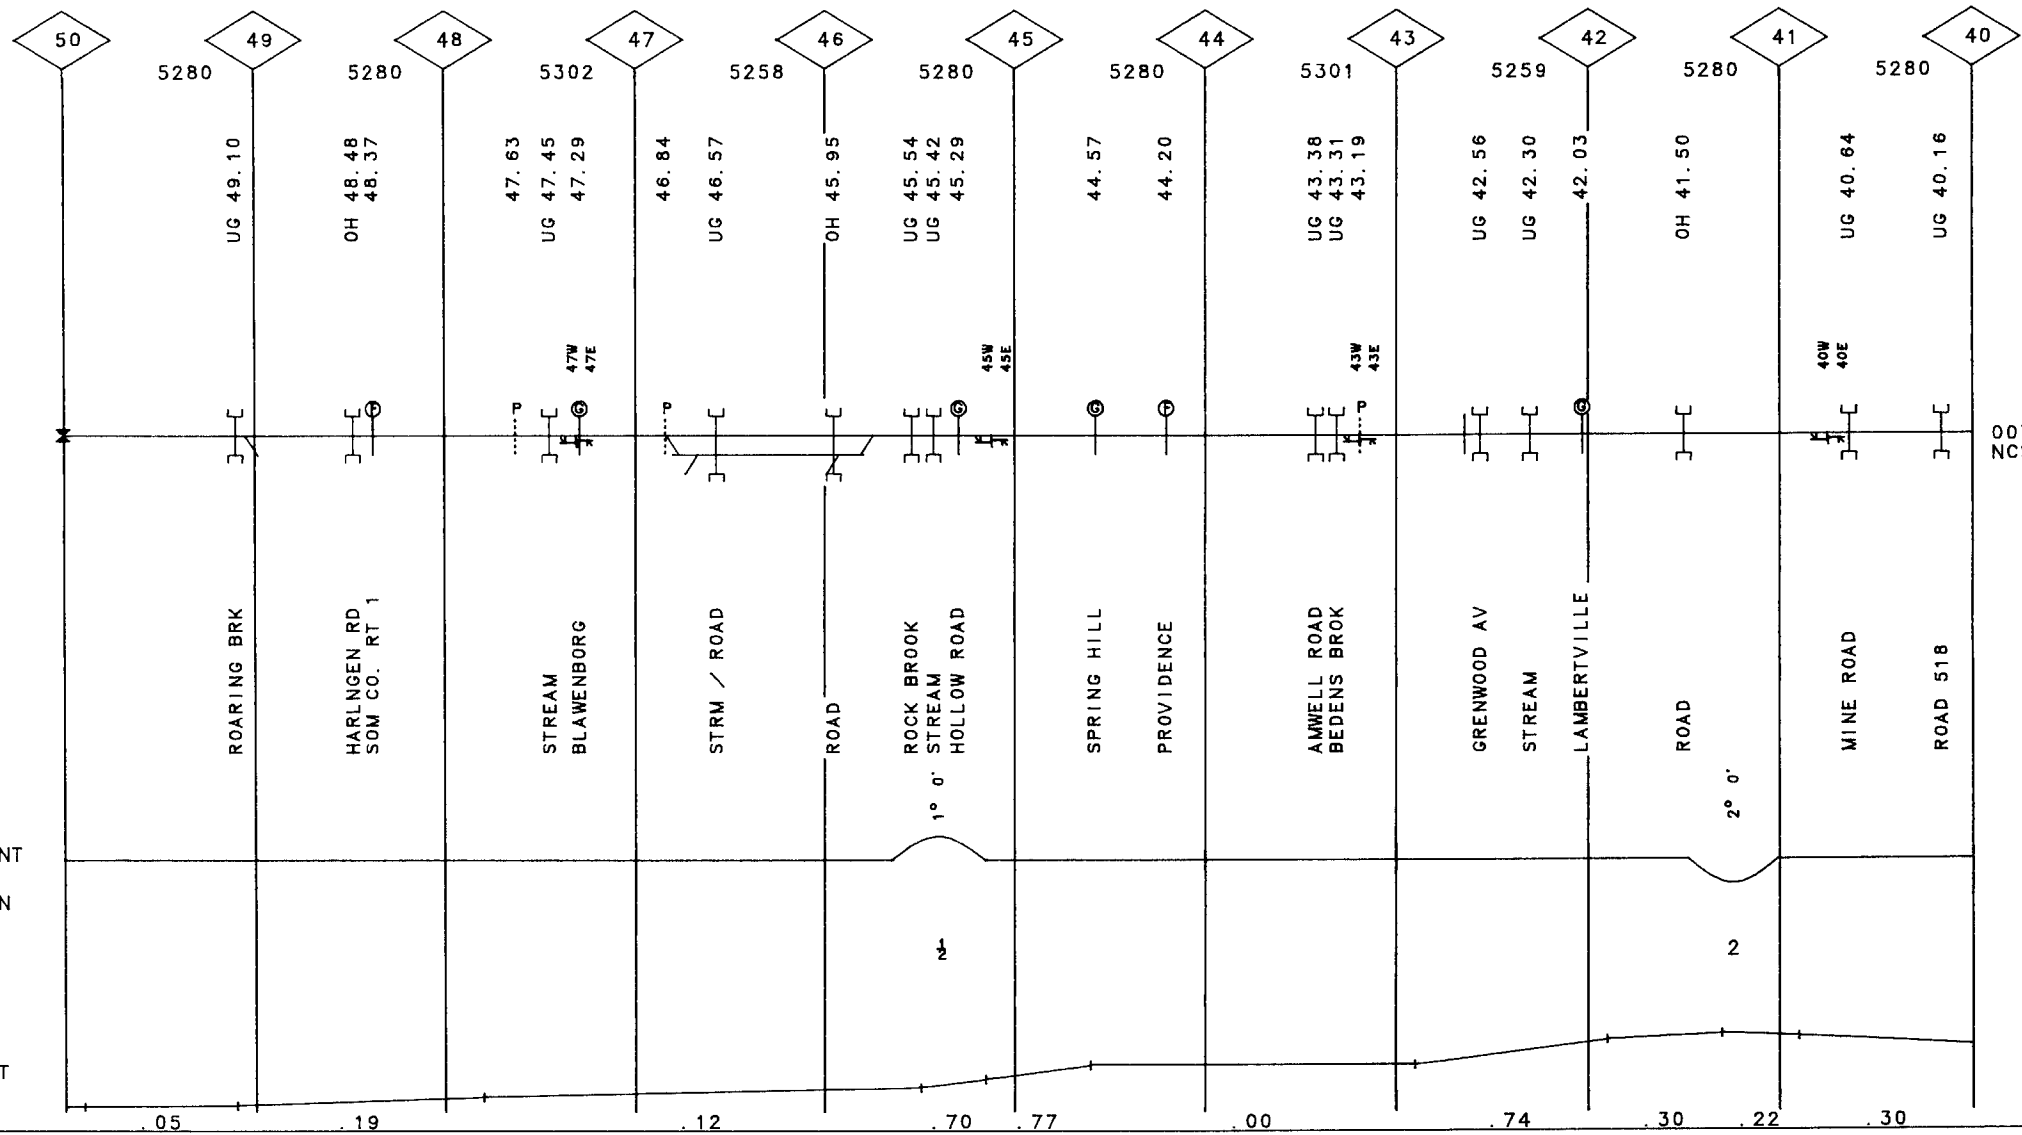 50 49 48 47 46 45 44 43 42 41 40
5280 5280 5302 5258 5280 5280 5301 5259 5280 5280
UG 49.10
OH 48.48
48.37
47.63
UG 47.45
47.29
46.84
UG 46.57
OH 45.95
UG 45.54
UG 45.42
45.29
44.57
44.20
UG 43.38
UG 43.31
43.19
UG 42.56
UG 42.30
42.03
OH 41.50
UG 40.64
UG 40.16
47W
47E
45W
45E
43W
43E
40W
40E
F P G P G G F P G
00
NC
ROARING BRK
HARLNGEN RD
SOM CO. RT 1
STREAM
BLAWENBORG
STRM / ROAD
ROAD
ROCK BROOK
STREAM
HOLLOW ROAD
SPRING HILL
PROVIDENCE
AMWELL ROAD
BEDENS BROK
GRENWOOD AV
STREAM
LAMBERTVILLE
ROAD
MINE ROAD
ROAD 518
1° 0'
2° 0'
NT
N
1/2 2
T
.05 .19 .12 .70 .77 .00 .74 .30 .22 .30